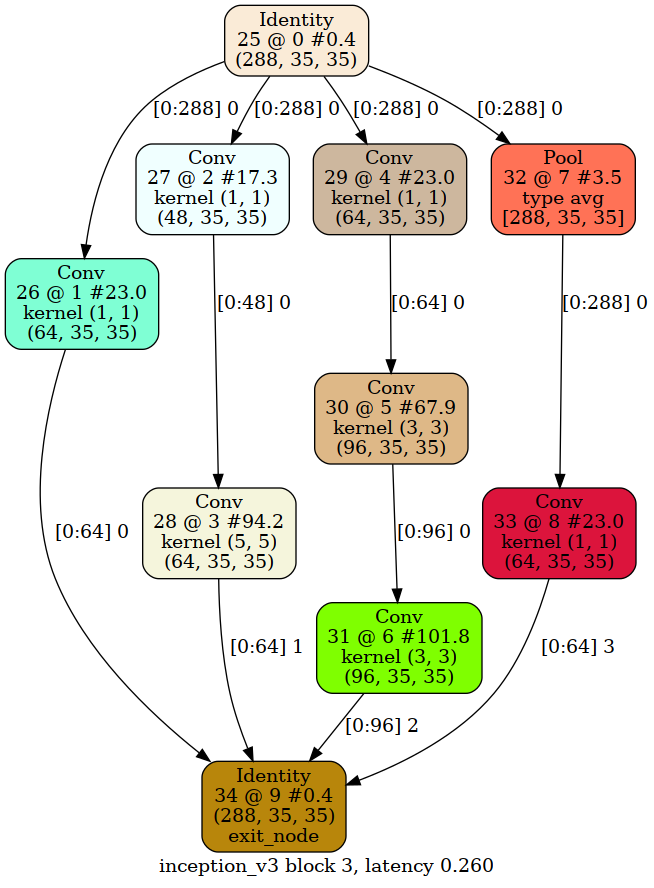 Identity
25 @ 0 #0.4
(288, 35, 35)
[0:288] 0
[0:288] 0
[0:288] 0
[0:288] 0
Conv
27 @ 2 #17.3
kernel (1, 1)
(48, 35, 35)
Conv
29 @ 4 #23.0
kernel (1, 1)
(64, 35, 35)
Pool
32 @ 7 #3.5
type avg
[288, 35, 35]
Conv
26 @ 1 #23.0
kernel (1, 1)
(64, 35, 35)
[0:48] 0
[0:64] 0
[0:288] 0
Conv
30 @ 5 #67.9
kernel (3, 3)
(96, 35, 35)
Conv
28 @ 3 #94.2
kernel (5, 5)
(64, 35, 35)
Conv
33 @ 8 #23.0
kernel (1, 1)
(64, 35, 35)
[0:64] 0
[0:96] 0
Conv
31 @ 6 #101.8
kernel (3, 3)
(96, 35, 35)
[0:64] 1
[0:64] 3
[0:96] 2
Identity
34 @ 9 #0.4
(288, 35, 35)
exit_node
inception_v3 block 3, latency 0.260